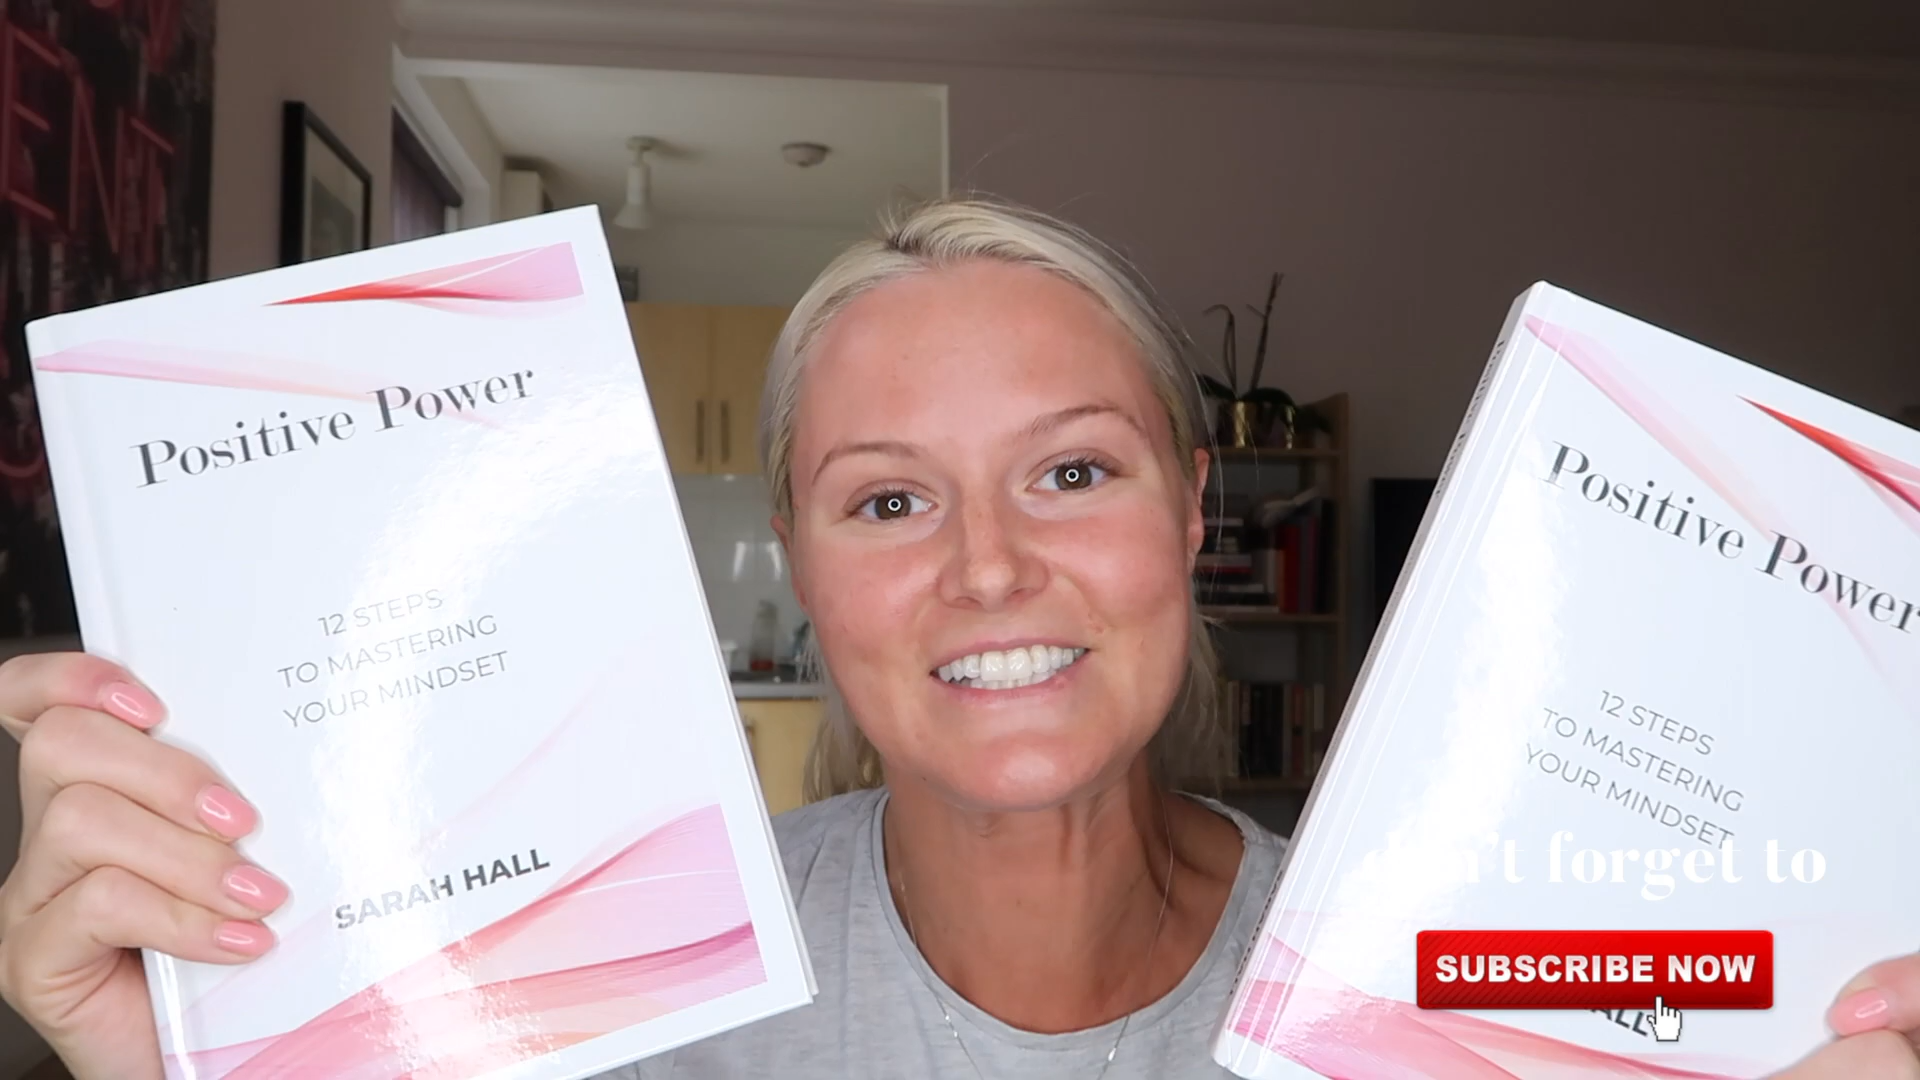 Positive Power
12 STEPS
TO MASTERING
YOUR MINDSET
SARAH HALL
Positive Power
12 STEPS
TO MASTERING
YOUR MINDSET
don't forget to
SUBSCRIBE NOW